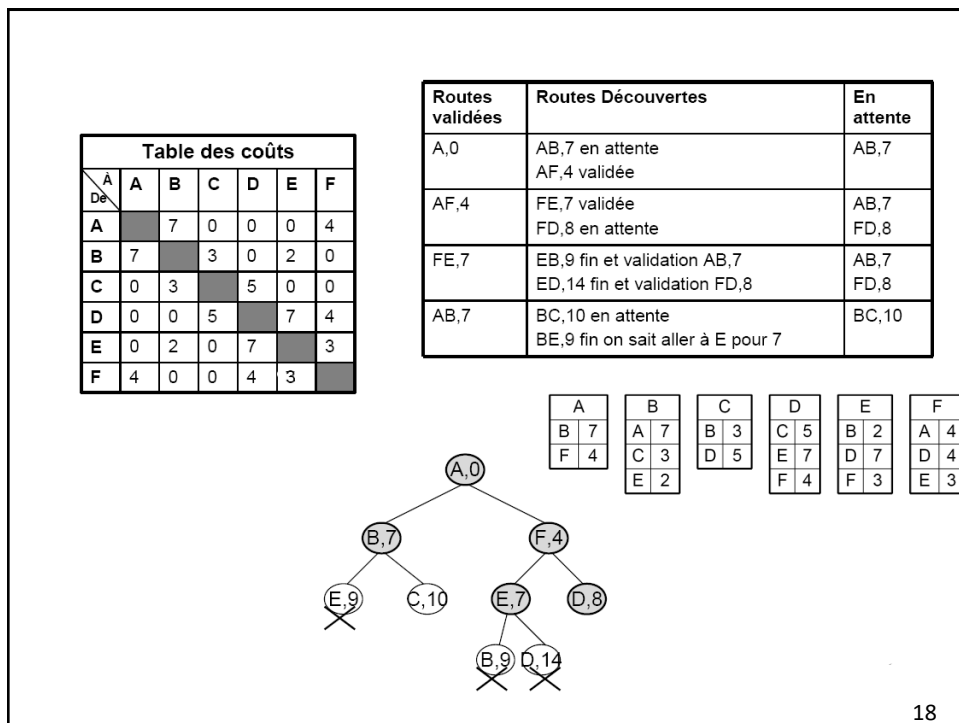 Table des coûts
À
De
A B C D E F
A 7 0 0 0 4
B 7 3 0 2 0
C 0 3 5 0 0
D 0 0 5 7 4
E 0 2 0 7 3
F 4 0 0 4 3
Routes validées
Routes Découvertes
En attente
A,0
AB,7 en attente
AF,4 validée
AB,7
AF,4
FE,7 validée
FD,8 en attente
AB,7
FD,8
FE,7
EB,9 fin et validation AB,7
ED,14 fin et validation FD,8
AB,7
FD,8
AB,7
BC,10 en attente
BE,9 fin on sait aller à E pour 7
BC,10
A
B 7
F 4
B
A 7
C 3
E 2
C
B 3
D 5
D
C 5
E 7
F 4
E
B 2
D 7
F 3
F
A 4
D 4
E 3
A,0
B,7 F,4
E,9 C,10 E,7 D,8
B,9 D,14
18